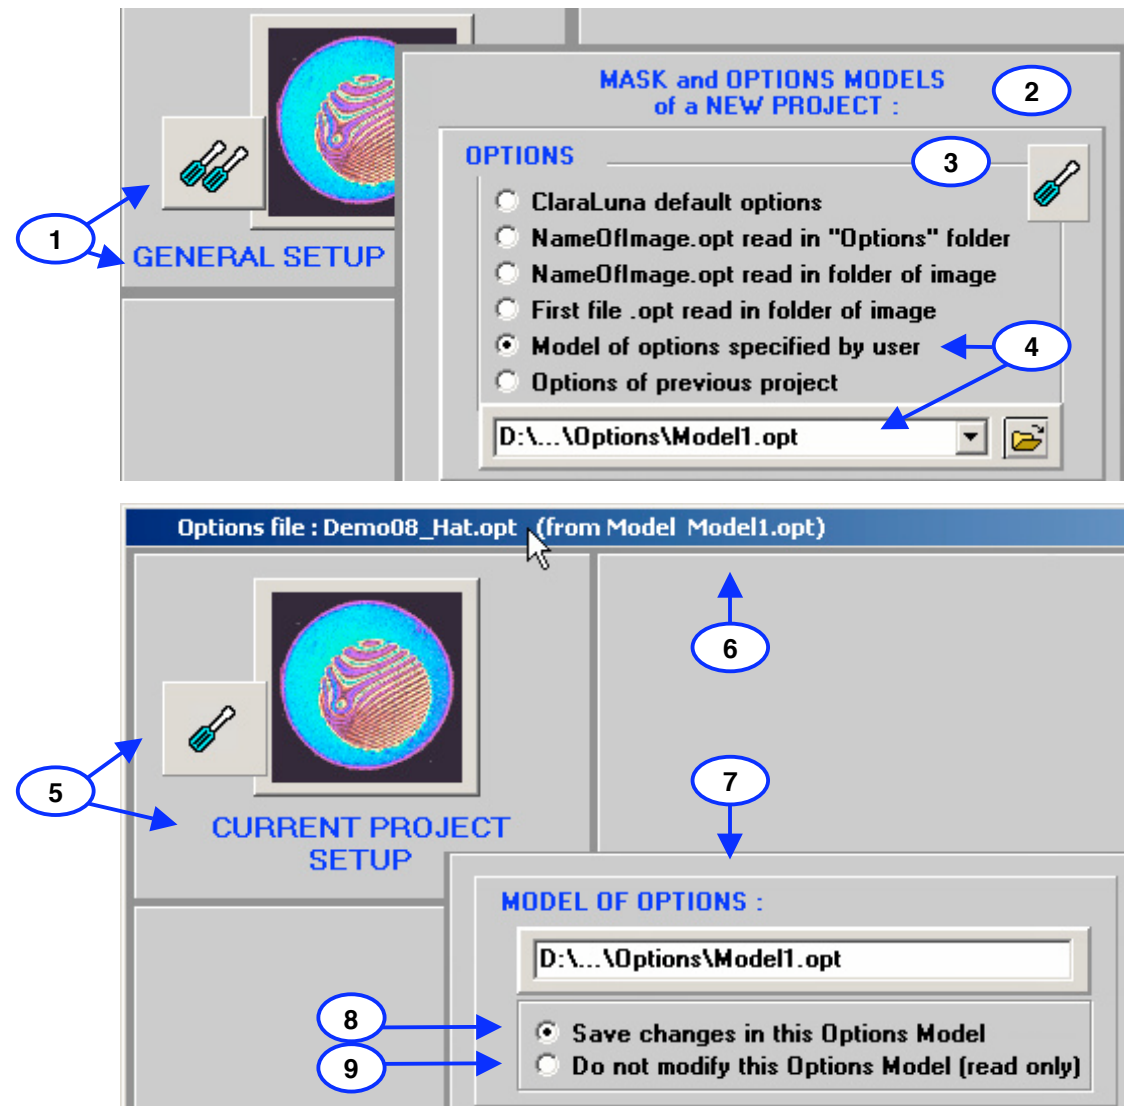 MASK and OPTIONS MODELS
of a NEW PROJECT :
2
OPTIONS
3
ClaraLuna default options
NameOfImage.opt read in "Options" folder
NameOfImage.opt read in folder of image
First file .opt read in folder of image
Model of options specified by user
4
Options of previous project
D:\...\Options\Model1.opt
1
GENERAL SETUP
Options file : Demo08_Hat.opt (from Model Model1.opt)
6
5
CURRENT PROJECT
SETUP
7
MODEL OF OPTIONS :
D:\...\Options\Model1.opt
8
Save changes in this Options Model
9
Do not modify this Options Model (read only)